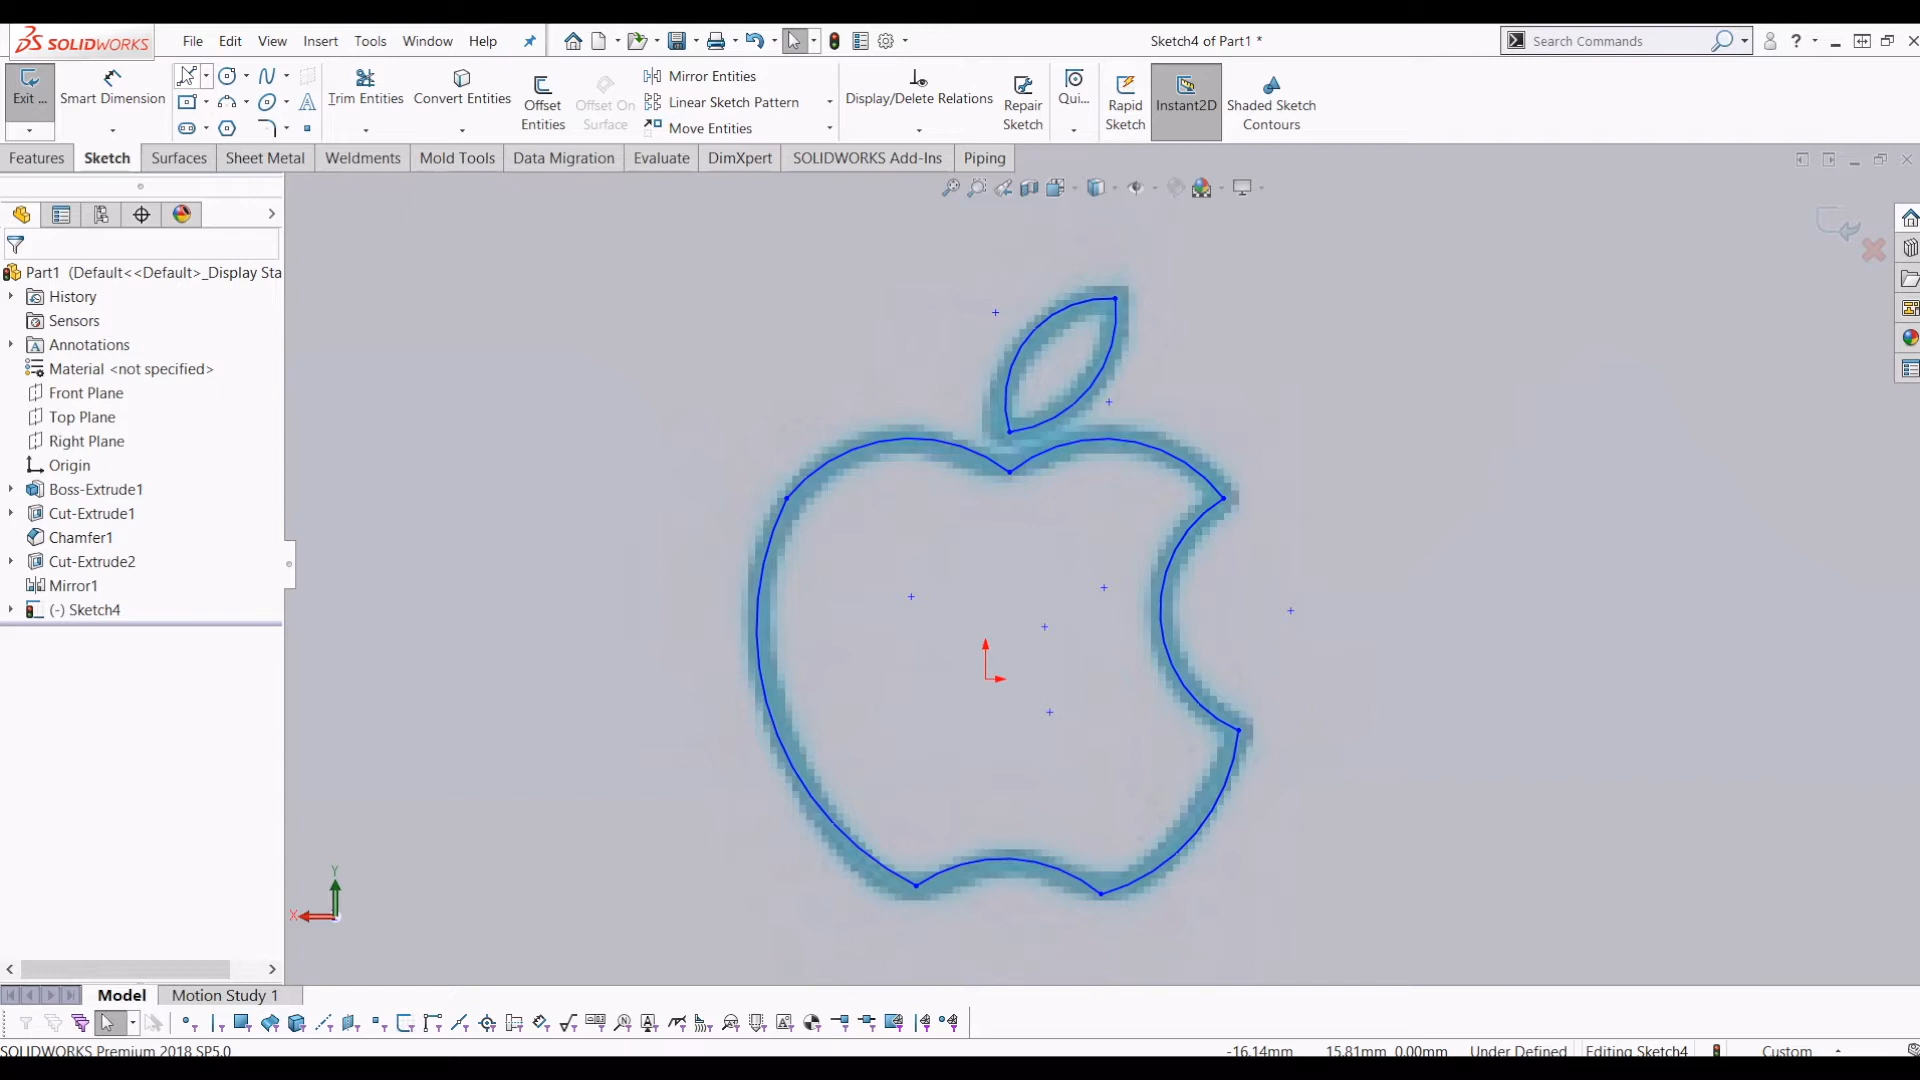 SOLIDWORKS
File Edit View Insert Tools Window Help
Sketch4 of Part1 *
Search Commands
Exit ...
Smart Dimension
Trim Entities
Convert Entities
Offset Entities
Offset On Surface
Mirror Entities
Linear Sketch Pattern
Move Entities
Display/Delete Relations
Repair Sketch
Qui...
Rapid Sketch
Instant2D
Shaded Sketch Contours
Features Sketch Surfaces Sheet Metal Weldments Mold Tools Data Migration Evaluate DimXpert SOLIDWORKS Add-Ins Piping
Part1 (Default<<Default>_Display Sta
History
Sensors
Annotations
Material <not specified>
Front Plane
Top Plane
Right Plane
Origin
Boss-Extrude1
Cut-Extrude1
Chamfer1
Cut-Extrude2
Mirror1
(-) Sketch4
Y
X
Model Motion Study 1
SOLIDWORKS Premium 2018 SP5.0
-16.14mm 15.81mm 0.00mm Under Defined Editing Sketch4 Custom